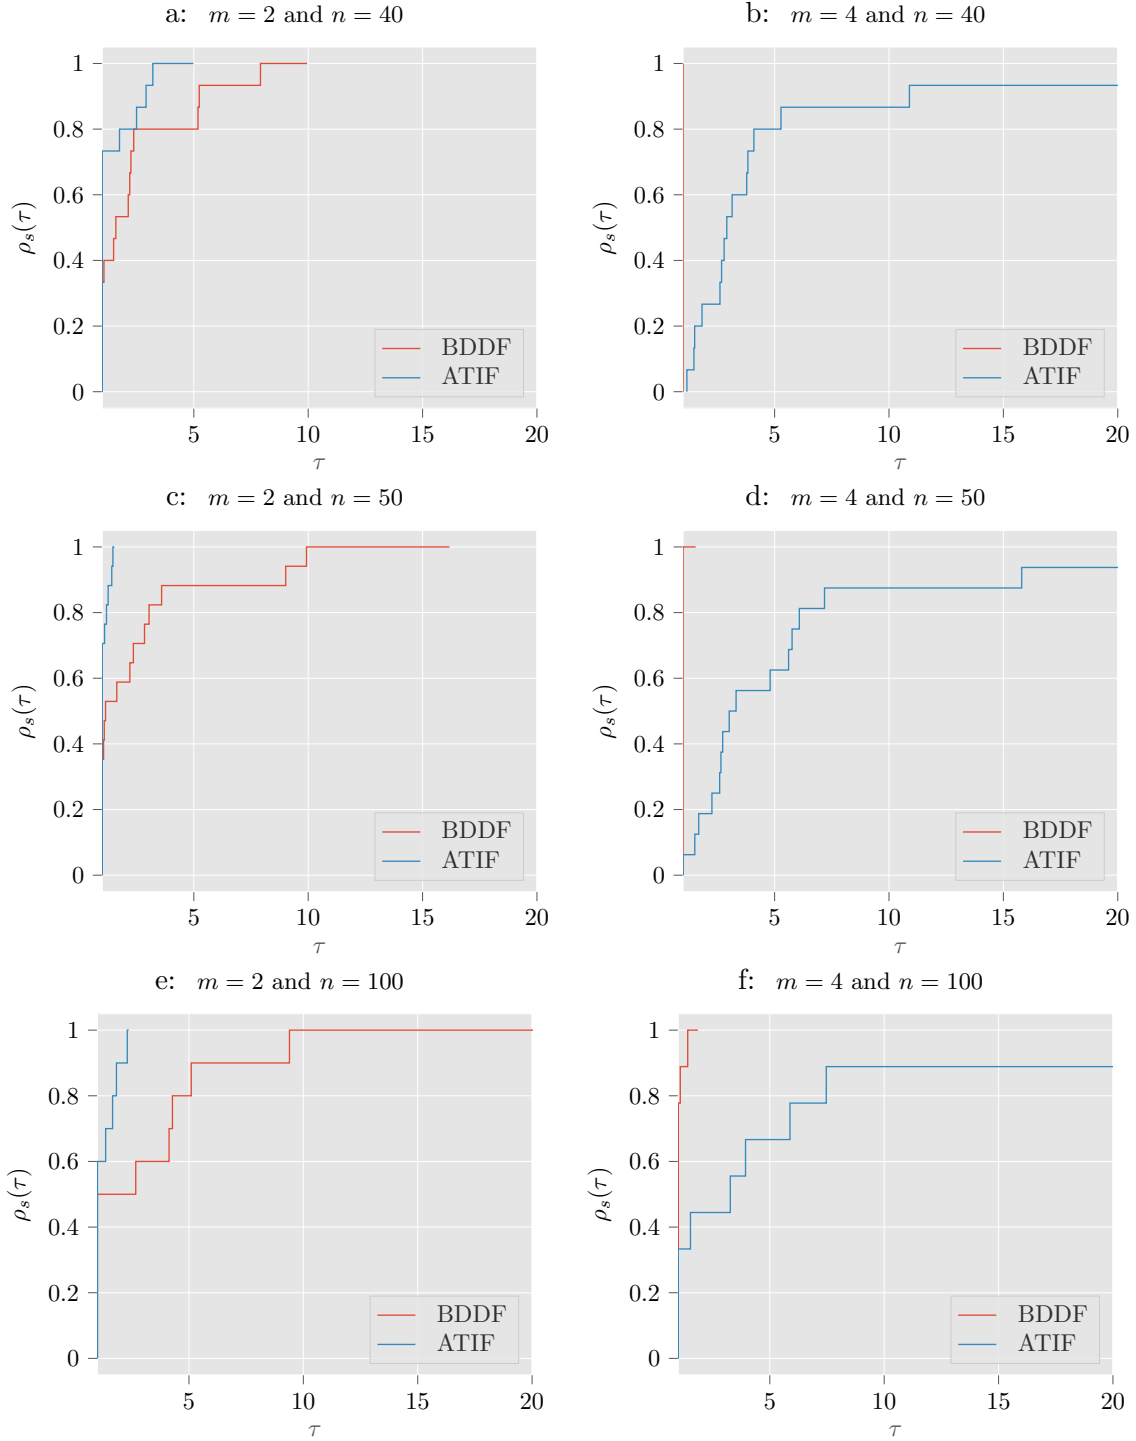 a: m = 2 and n = 40
b: m = 4 and n = 40
1
0.8
0.6
0.4
0.2
0
ρs(τ)
5 10 15 20
τ
BDDF
ATIF
1
0.8
0.6
0.4
0.2
0
ρs(τ)
5 10 15 20
τ
BDDF
ATIF
c: m = 2 and n = 50
d: m = 4 and n = 50
1
0.8
0.6
0.4
0.2
0
ρs(τ)
5 10 15 20
τ
BDDF
ATIF
1
0.8
0.6
0.4
0.2
0
ρs(τ)
5 10 15 20
τ
BDDF
ATIF
e: m = 2 and n = 100
f: m = 4 and n = 100
1
0.8
0.6
0.4
0.2
0
ρs(τ)
5 10 15 20
τ
BDDF
ATIF
1
0.8
0.6
0.4
0.2
0
ρs(τ)
5 10 15 20
τ
BDDF
ATIF